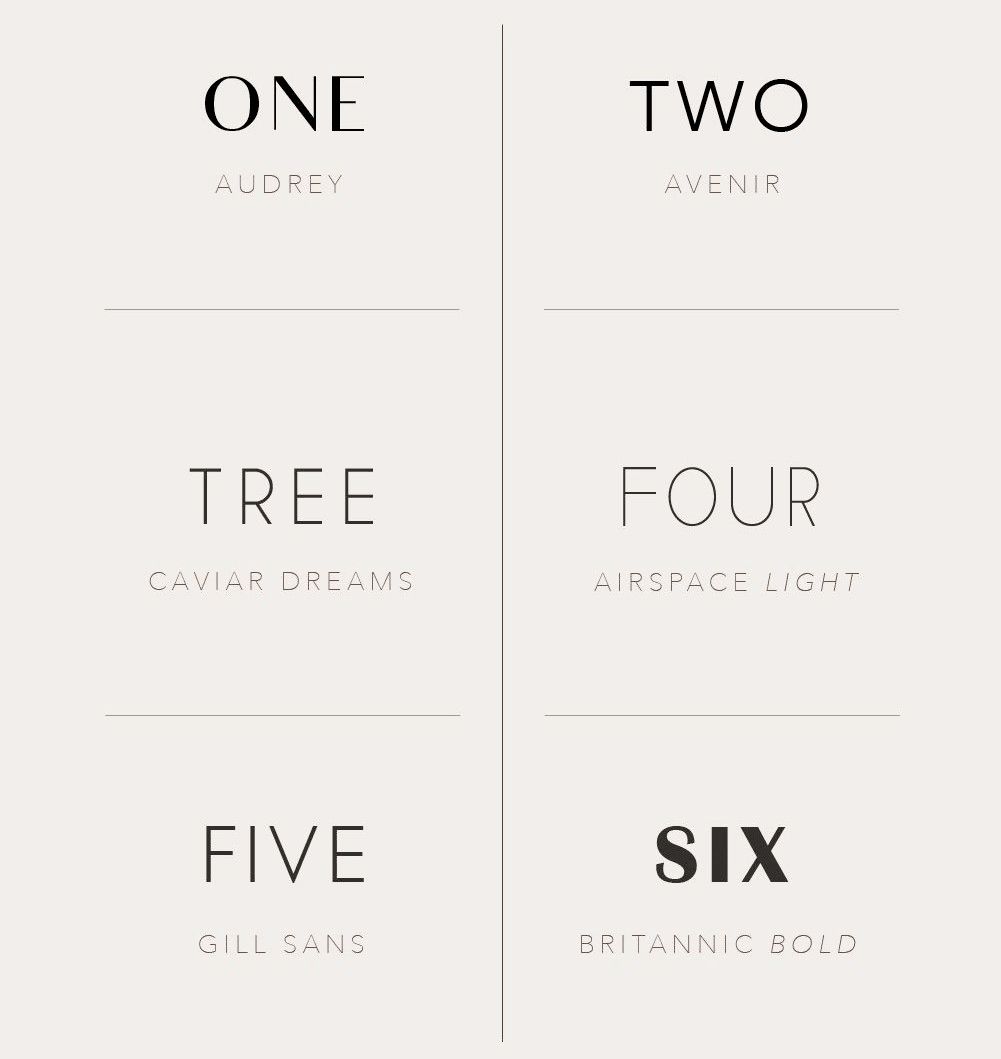 ONE
AUDREY
TWO
AVENIR
TREE
CAVIAR DREAMS
FOUR
AIRSPACE LIGHT
FIVE
GILL SANS
SIX
BRITANNIC BOLD